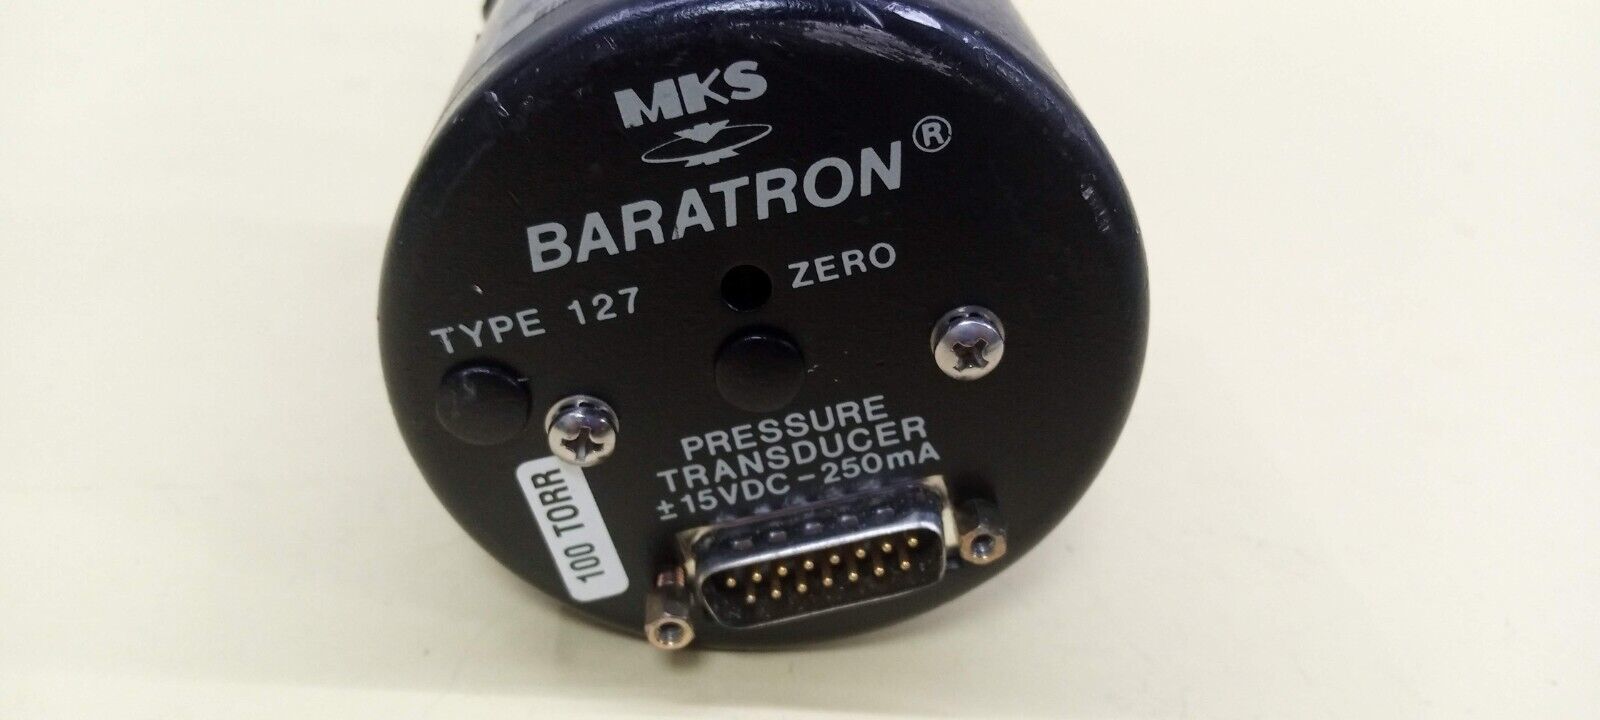 MKS
BARATRON®
ZERO
TYPE 127
PRESSURE
TRANSDUCER
±15VDC-250mA
100 TORR